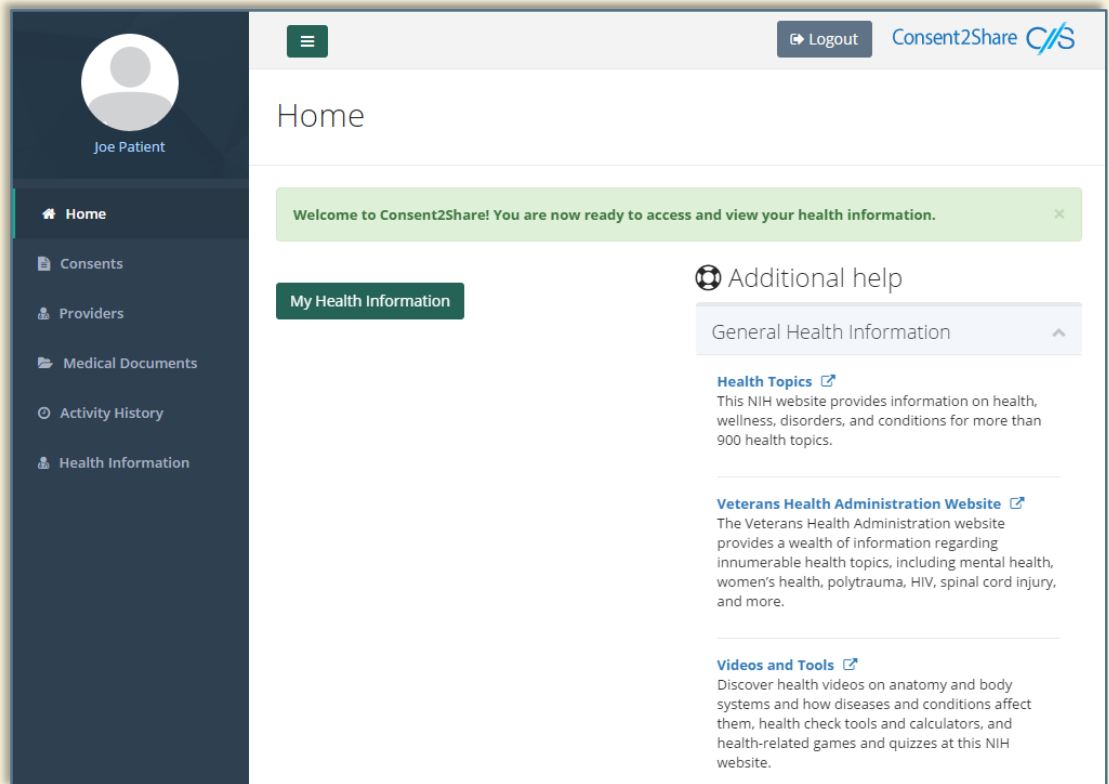 Logout
Consent2Share
Joe Patient
Home
Home
Consents
Providers
Medical Documents
Activity History
Health Information
Welcome to Consent2Share! You are now ready to access and view your health information.
My Health Information
Additional help
General Health Information
Health Topics
This NIH website provides information on health,
wellness, disorders, and conditions for more than
900 health topics.
Veterans Health Administration Website
The Veterans Health Administration website
provides a wealth of information regarding
innumerable health topics, including mental health,
women's health, polytrauma, HIV, spinal cord injury,
and more.
Videos and Tools
Discover health videos on anatomy and body
systems and how diseases and conditions affect
them, health check tools and calculators, and
health-related games and quizzes at this NIH
website.